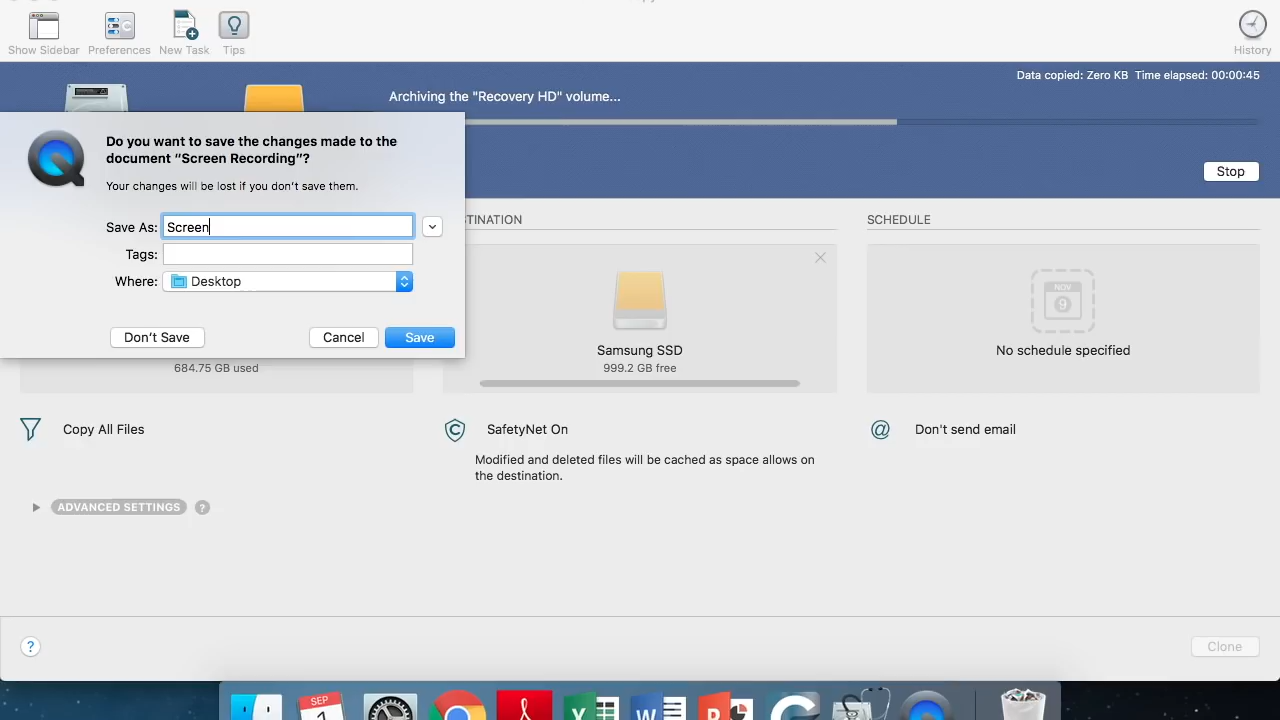 Show Sidebar
Preferences
New Task
Tips
History
Data copied: Zero KB Time elapsed: 00:00:45
Archiving the "Recovery HD" volume...
Stop
Do you want to save the changes made to the
document “Screen Recording”?
Your changes will be lost if you don’t save them.
Save As: Screen
Tags:
Where: Desktop
Don’t Save
Cancel
Save
TINATION
SCHEDULE
684.75 GB used
Samsung SSD
999.2 GB free
NOV
9
No schedule specified
Copy All Files
SafetyNet On
Modified and deleted files will be cached as space allows on
the destination.
@
Don't send email
ADVANCED SETTINGS ?
?
Clone
SEP
1